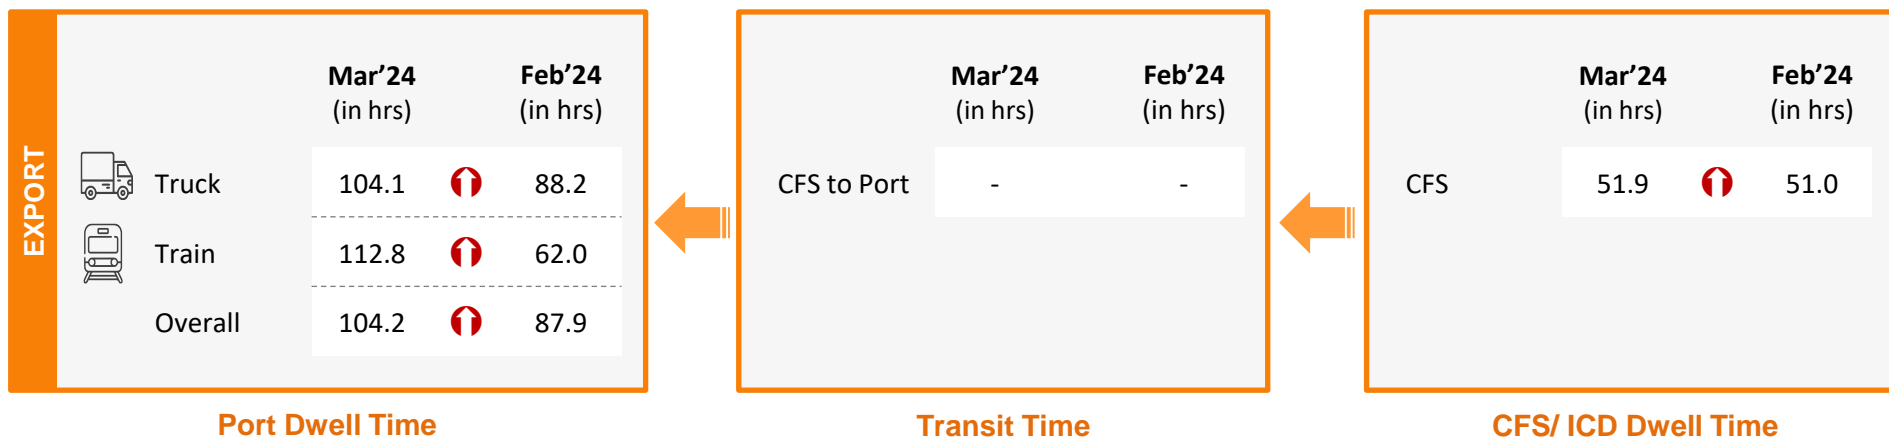 EXPORT
Mar’24 Feb’24
(in hrs) (in hrs)
Truck 104.1 88.2
Train 112.8 62.0
Overall 104.2 87.9
Port Dwell Time
Mar’24 Feb’24
(in hrs) (in hrs)
CFS to Port - -
Transit Time
Mar’24 Feb’24
(in hrs) (in hrs)
CFS 51.9 51.0
CFS/ ICD Dwell Time